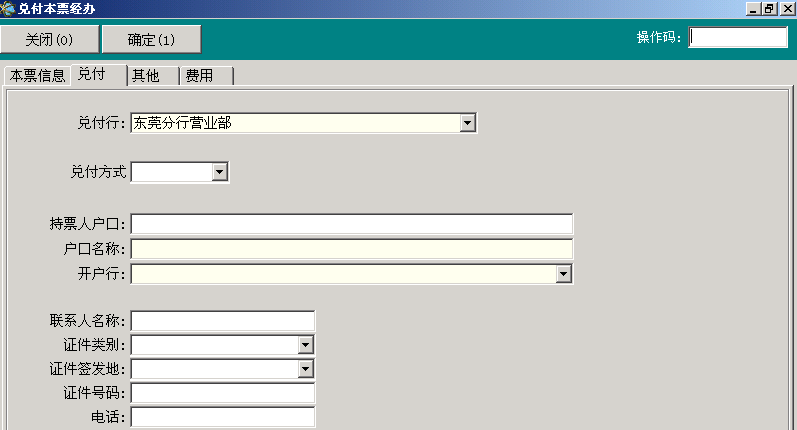 兑付本票经办
关闭(0) 确定(1) 操作码:
本票信息 兑付 其他 费用
兑付行: 东莞分行营业部
兑付方式
持票人户口:
户口名称:
开户行:
联系人名称:
证件类别:
证件签发地:
证件号码:
电话: